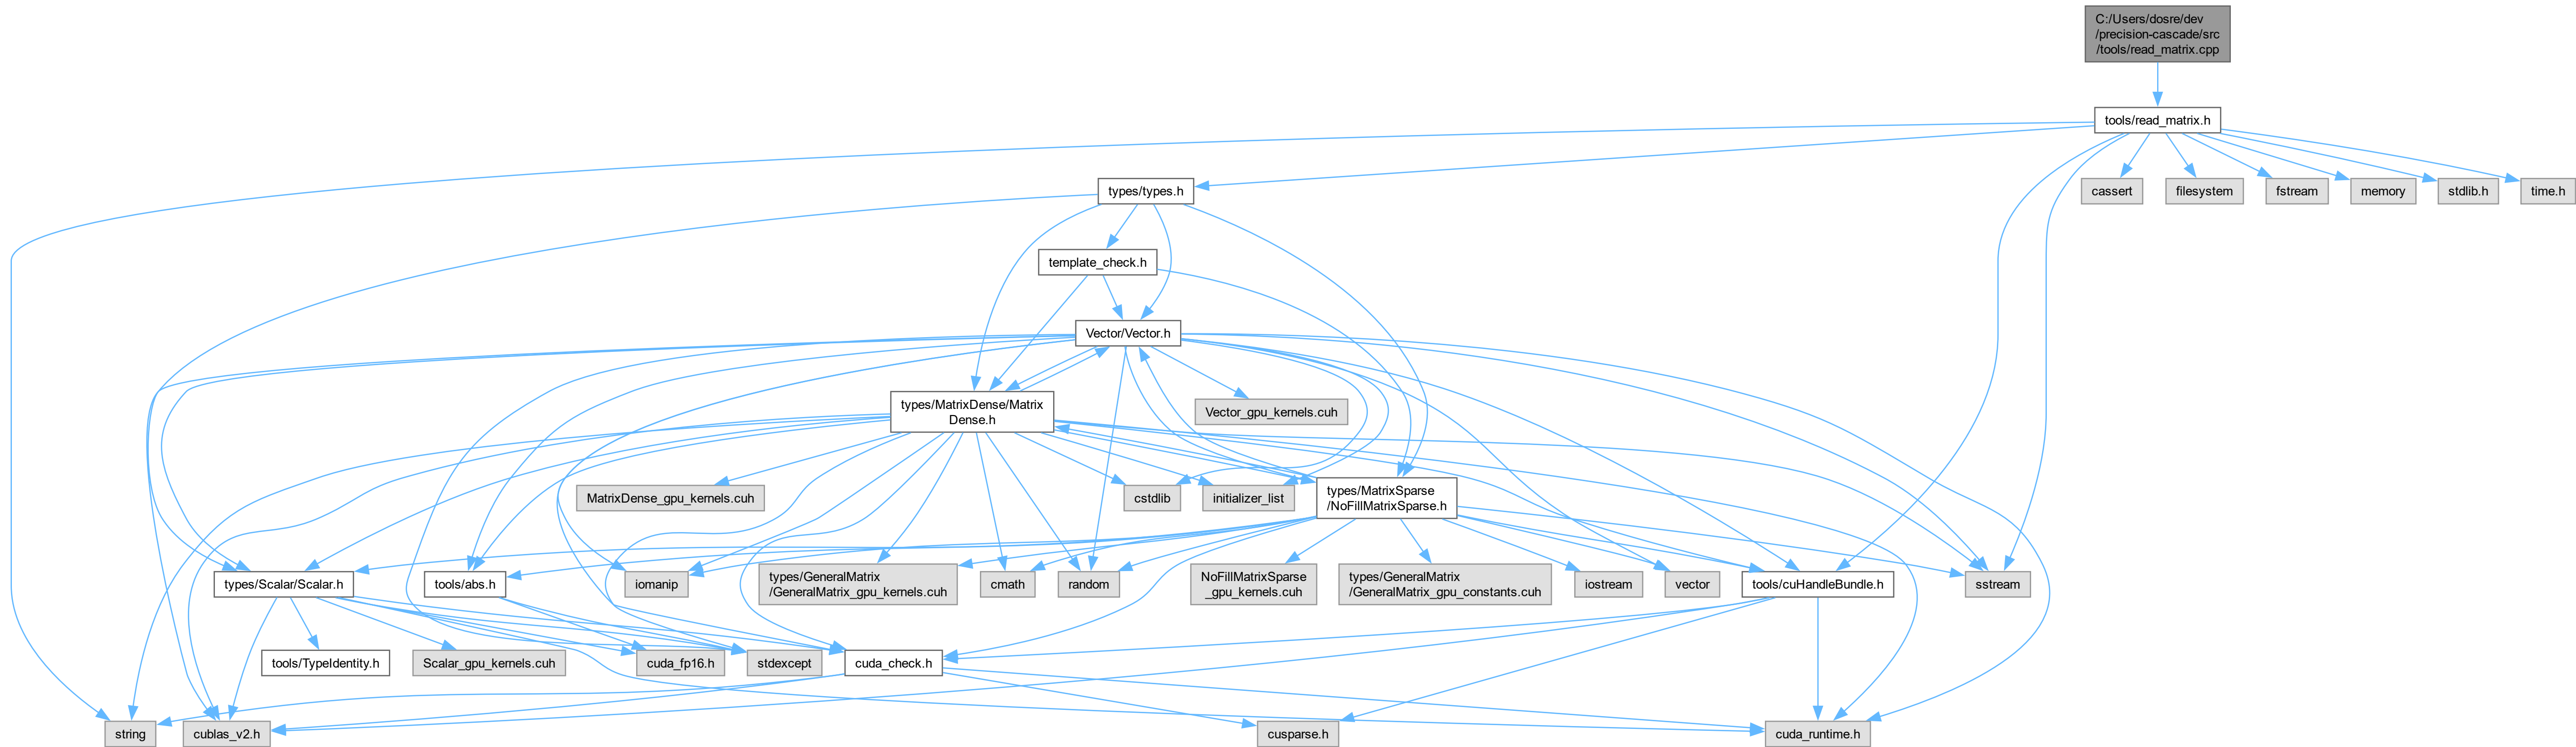 C:/Users/dosre/dev
/precision-cascade/src
/tools/read_matrix.cpp
tools/read_matrix.h
types/types.h
cassert
filesystem
fstream
memory
stdlib.h
time.h
template_check.h
Vector/Vector.h
types/MatrixDense/Matrix
Dense.h
Vector_gpu_kernels.cuh
MatrixDense_gpu_kernels.cuh
cstdlib
initializer_list
types/MatrixSparse
/NoFillMatrixSparse.h
types/Scalar/Scalar.h
tools/abs.h
iomanip
types/GeneralMatrix
/GeneralMatrix_gpu_kernels.cuh
cmath
random
NoFillMatrixSparse
_gpu_kernels.cuh
types/GeneralMatrix
/GeneralMatrix_gpu_constants.cuh
iostream
vector
tools/cuHandleBundle.h
sstream
tools/TypeIdentity.h
Scalar_gpu_kernels.cuh
cuda_fp16.h
stdexcept
cuda_check.h
string
cublas_v2.h
cusparse.h
cuda_runtime.h